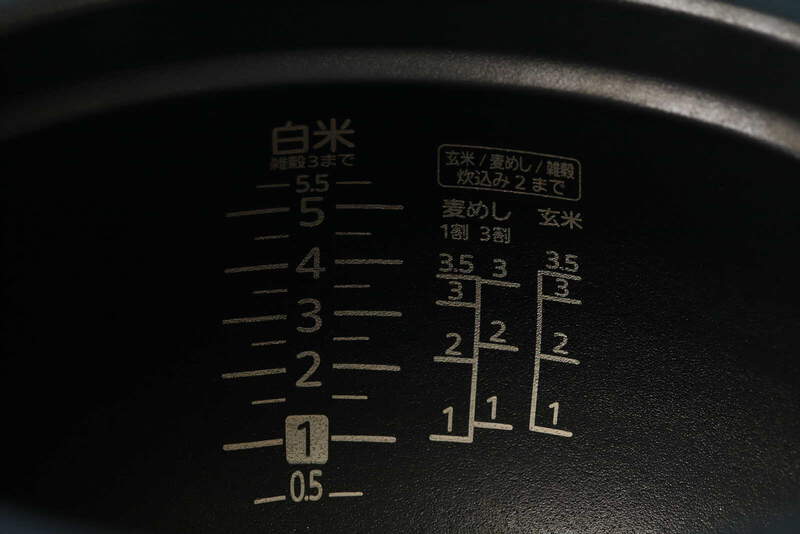 白米
雑穀3まで
5.5
5
4
3
2
1
0.5
玄米/麦めし/雑穀
炊込み2まで
麦めし
1割 3割
3.5 3
3
2 2
1 1
玄米
3.5
3
2
1